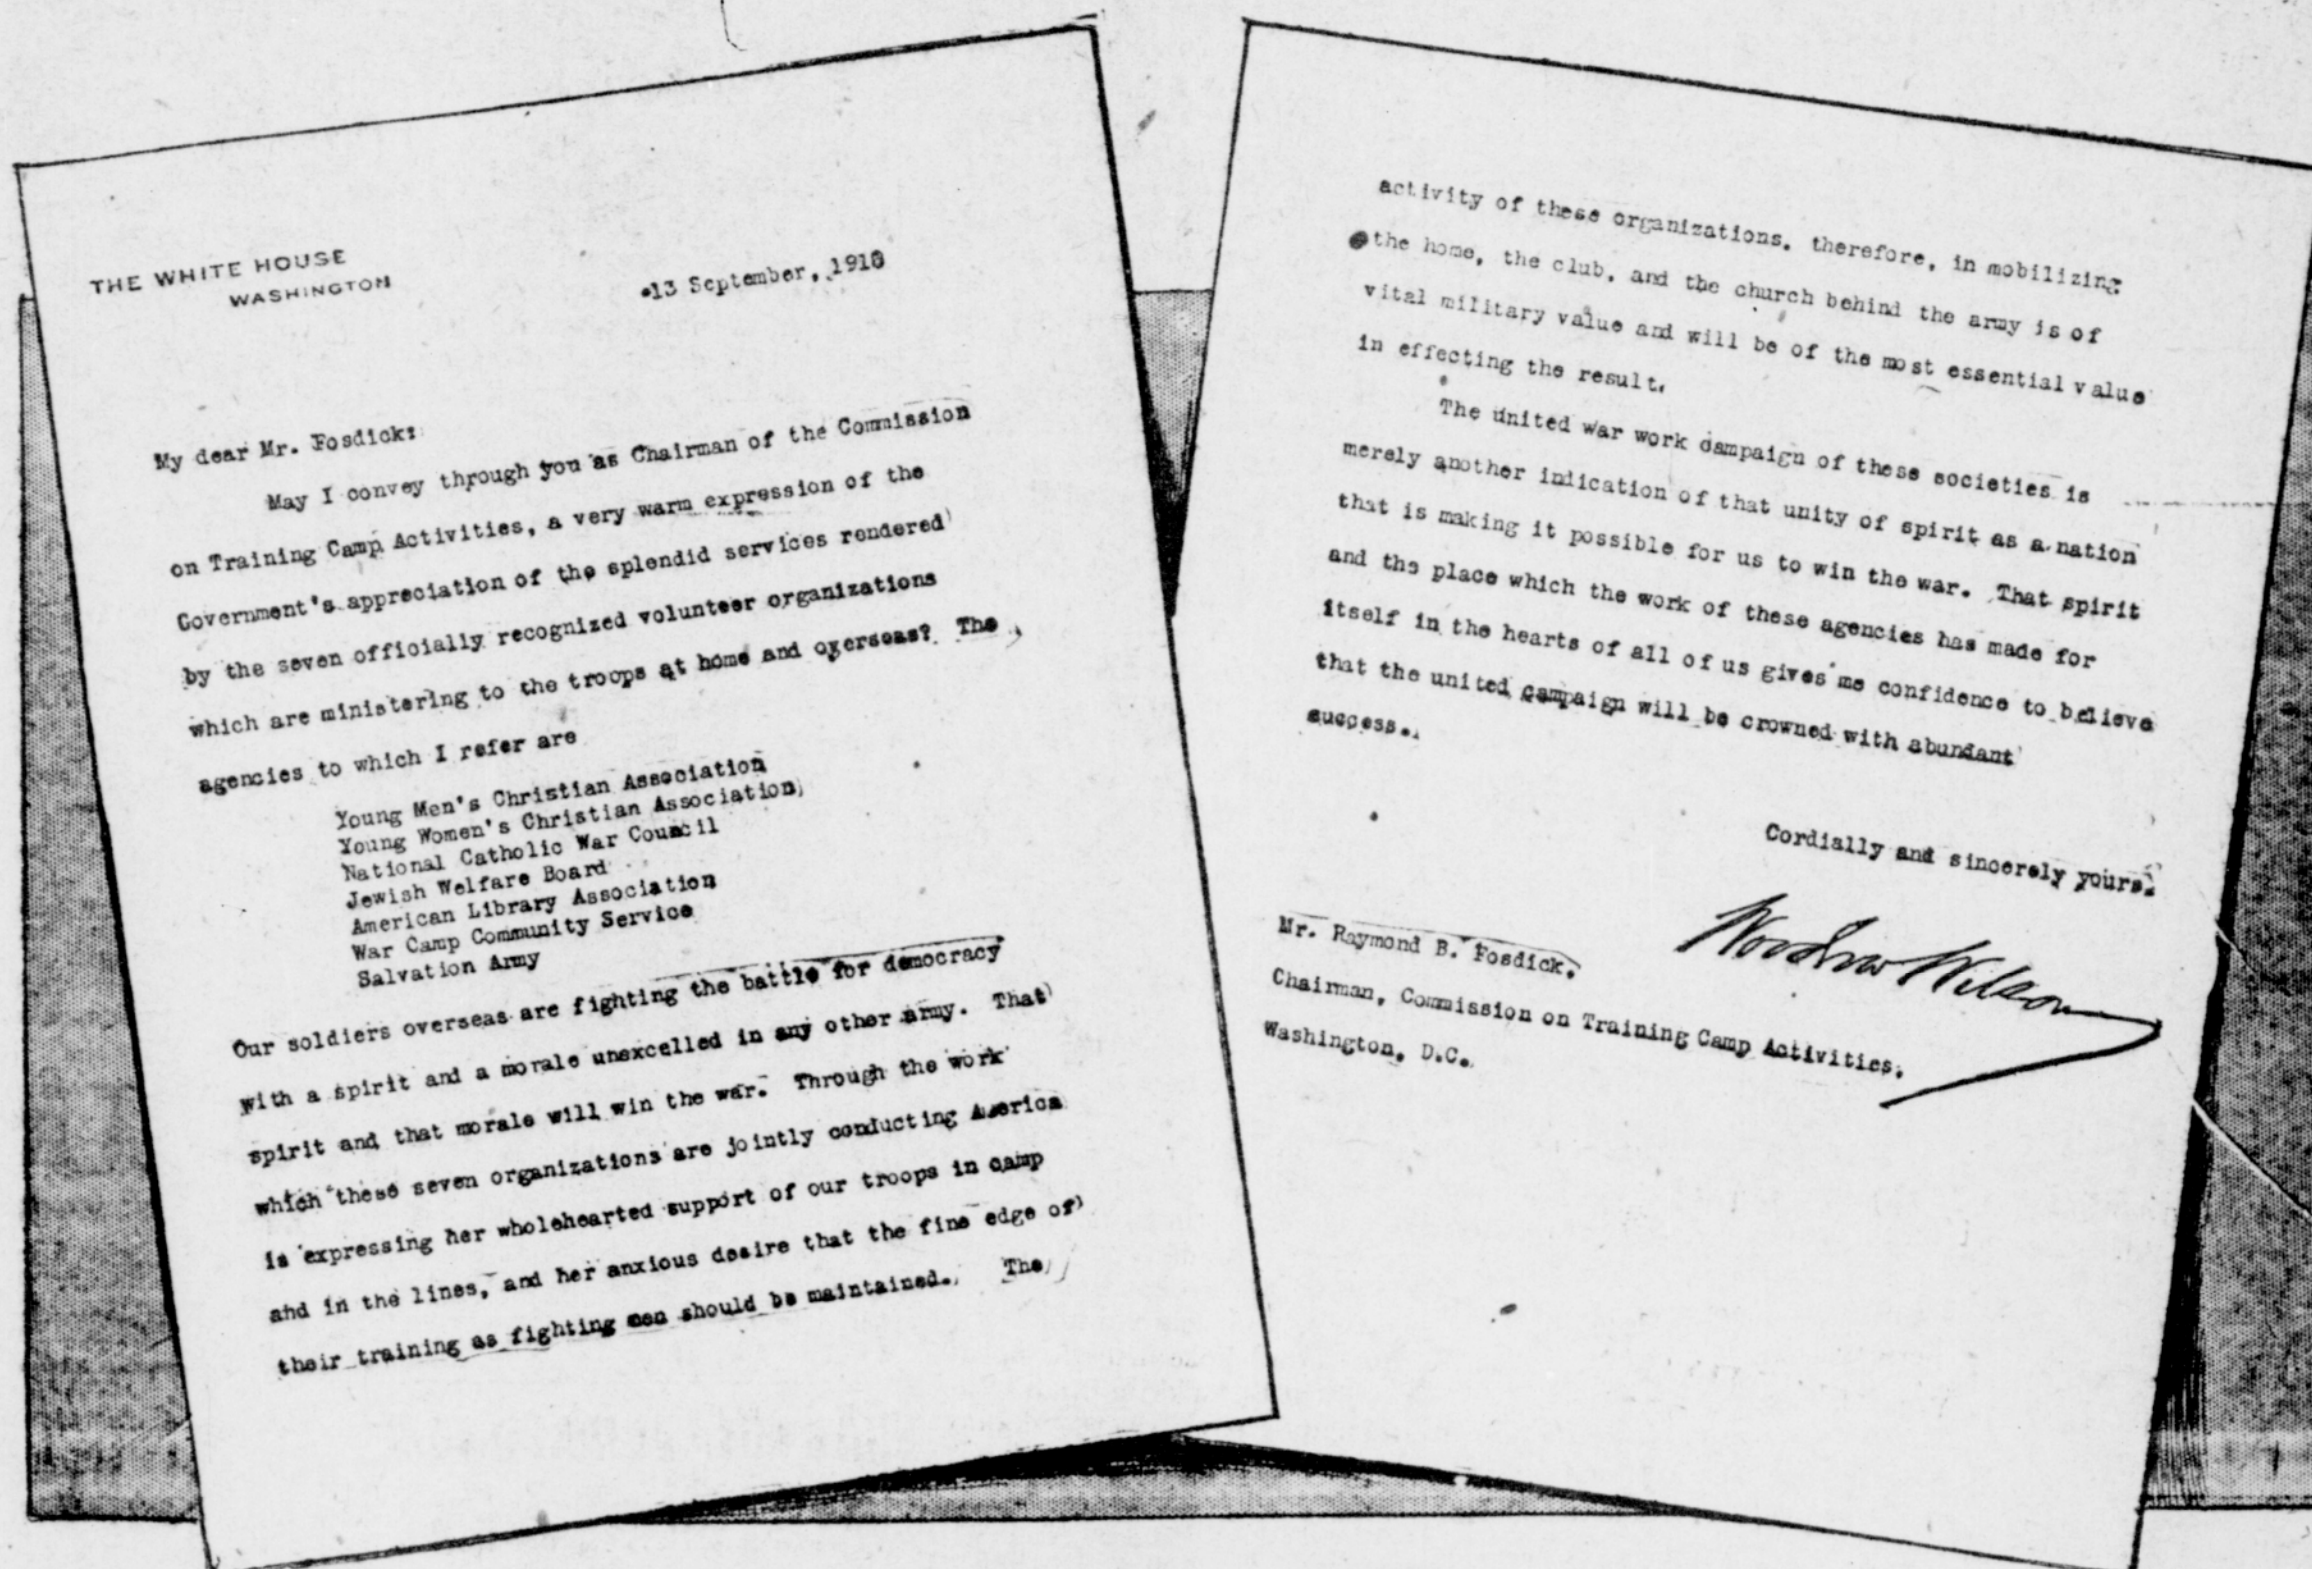 THE WHITE HOUSE
WASHINGTON
13 September, 1918
My dear Mr. Fosdick:
May I convey through you as Chairman of the Commission
on Training Camp Activities, a very warm expression of the
Government's appreciation of the splendid services rendered
by the seven officially recognized volunteer organizations
which are ministering to the troops at home and overseas? The
agencies to which I refer are
Young Men's Christian Association
Young Women's Christian Association
National Catholic War Council
Jewish Welfare Board
American Library Association
War Camp Community Service
Salvation Army
Our soldiers overseas are fighting the battle for democracy
with a spirit and a morale unexcelled in any other army. That
spirit and that morale will win the war. Through the work
which these seven organizations are jointly conducting America
is expressing her wholehearted support of our troops in camp
and in the lines, and her anxious desire that the fine edge of
their training as fighting men should be maintained. The
activity of these organizations, therefore, in mobilizing
the home, the club, and the church behind the army is of
vital military value and will be of the most essential value
in effecting the result.
The united war work campaign of these societies is
merely another indication of that unity of spirit as a nation
that is making it possible for us to win the war. That spirit
and the place which the work of these agencies has made for
itself in the hearts of all of us gives me confidence to believe
that the united campaign will be crowned with abundant
success.
Cordially and sincerely yours,
Woodrow Wilson
Mr. Raymond B. Fosdick,
Chairman, Commission on Training Camp Activities,
Washington, D.C.